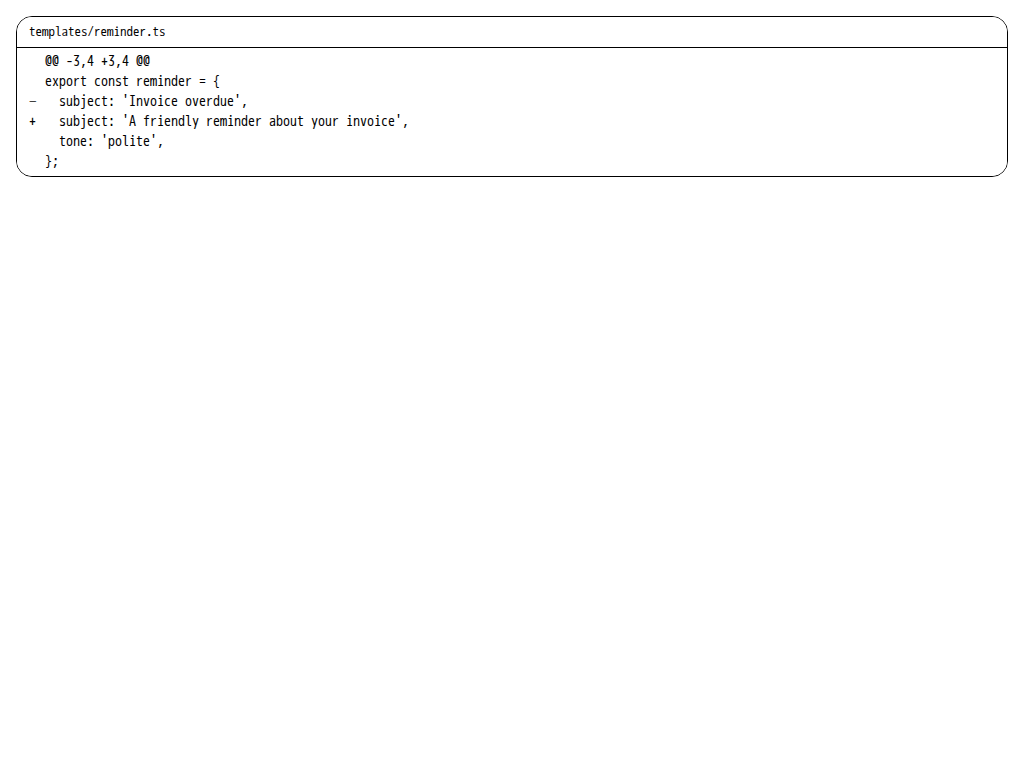 templates/reminder.ts
@@ -3,4 +3,4 @@
export const reminder = {
-   subject: 'Invoice overdue',
+   subject: 'A friendly reminder about your invoice',
  tone: 'polite',
};